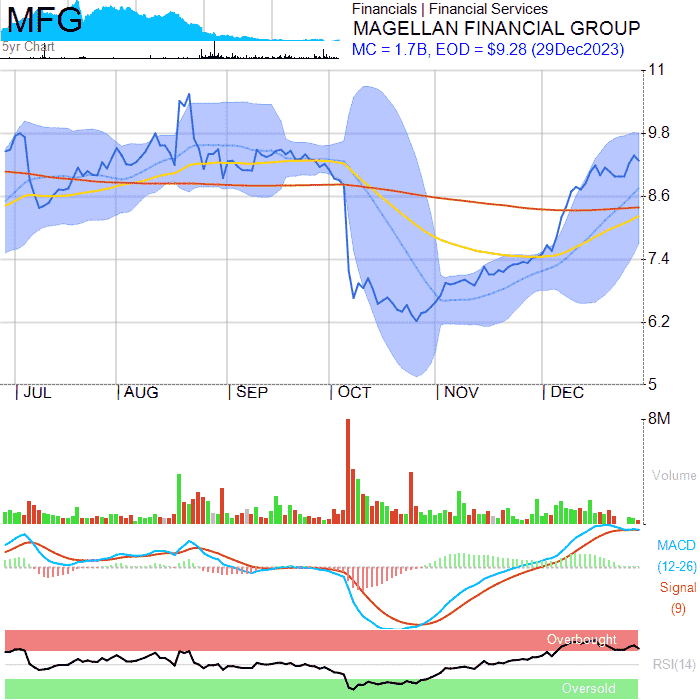 MFG
5yr Chart
Financials | Financial Services
MAGELLAN FINANCIAL GROUP
MC = 1.7B, EOD = $9.28 (29Dec2023)
11
9.8
8.6
7.4
6.2
5
JUL AUG SEP OCT NOV DEC
8M
Volume
MACD
(12-26)
Signal
(9)
Overbought
RSI(14)
Oversold